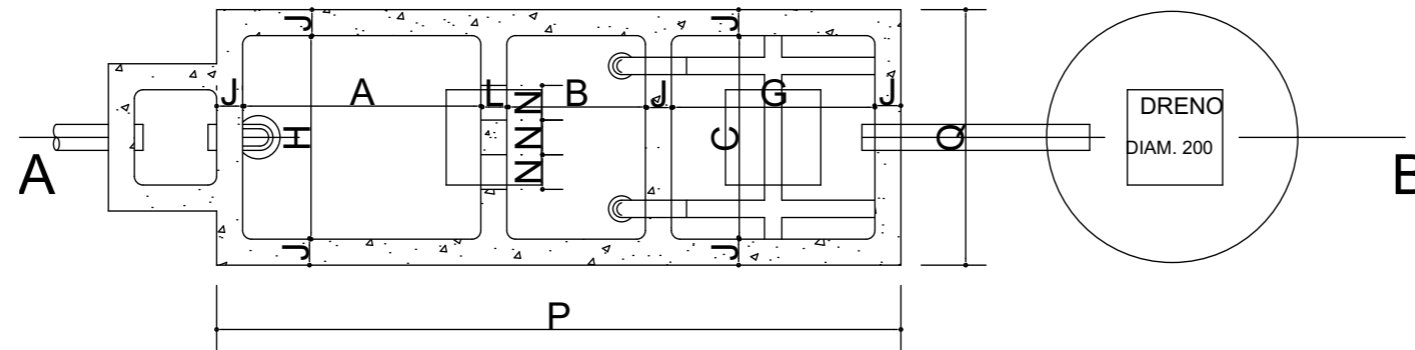 J J
J A L N B J G J DRENO
A H N C Q DIAM. 200 B
N
J J
P